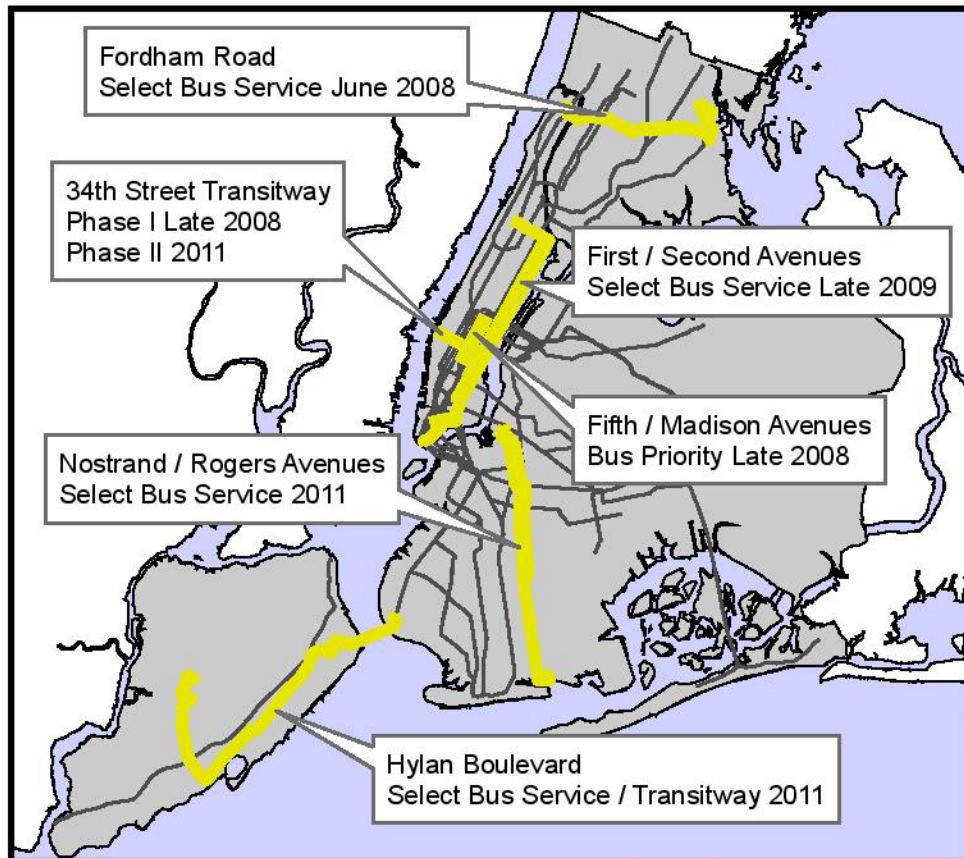 Fordham Road
Select Bus Service June 2008
34th Street Transitway
Phase I Late 2008
Phase II 2011
First / Second Avenues
Select Bus Service Late 2009
Fifth / Madison Avenues
Bus Priority Late 2008
Nostrand / Rogers Avenues
Select Bus Service 2011
Hylan Boulevard
Select Bus Service / Transitway 2011